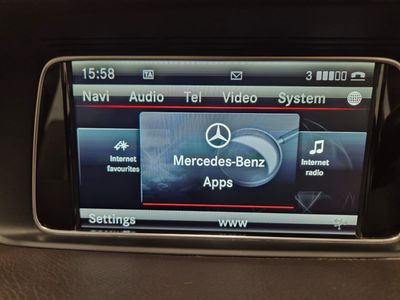 15:58 TA 3
Navi Audio Tel Video System
Internet favourites
Mercedes-Benz
Apps
Internet radio
Settings www